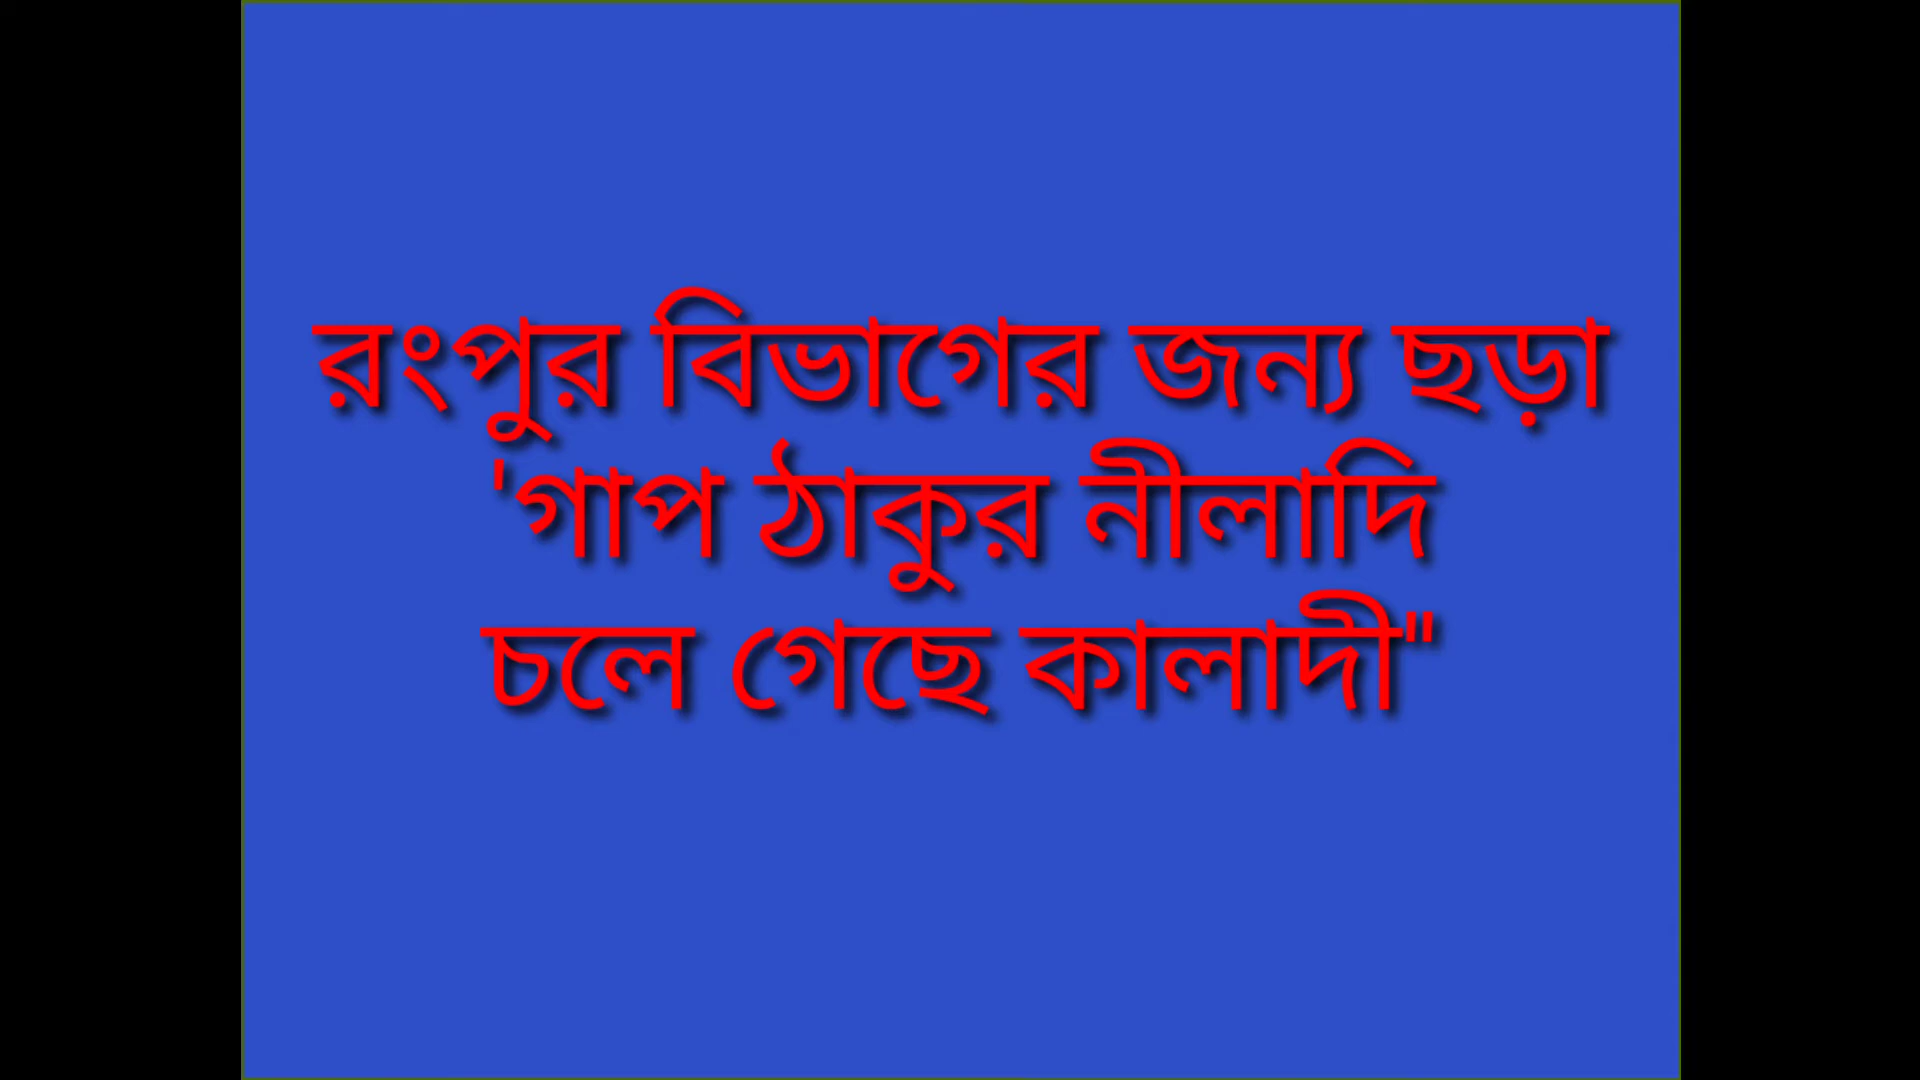 রংপুর বিভাগের জন্য ছড়া
'গাপ ঠাকুর নীলাদি
চলে গেছে কালাদী"